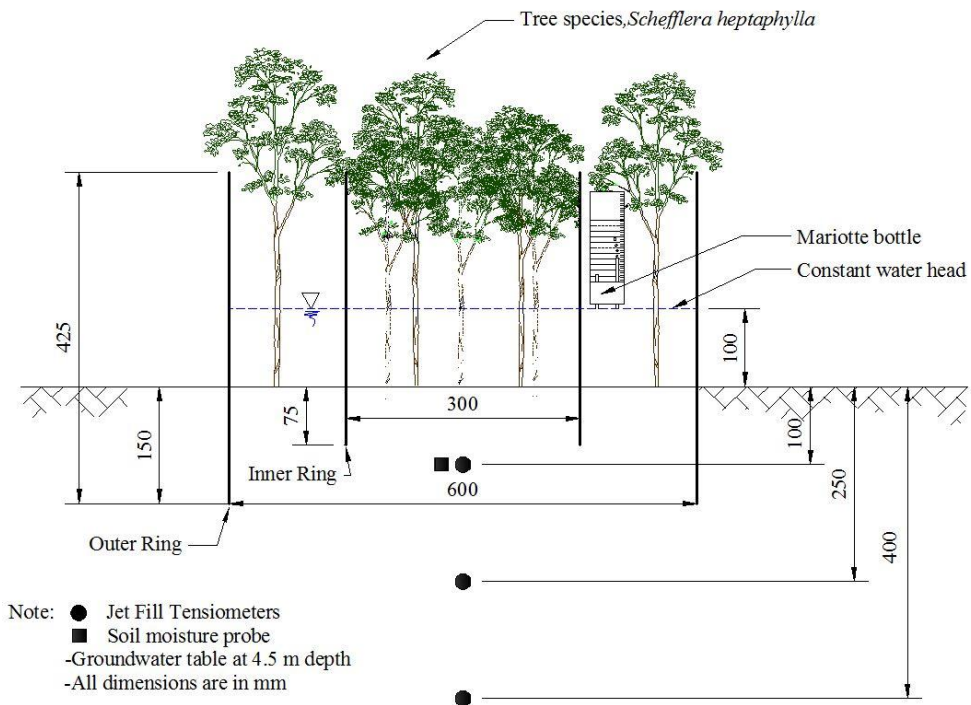 Tree species,Schefflera heptaphylla
Mariotte bottle
Constant water head
425
100
300
75
150
100
Inner Ring
600
250
Outer Ring
400
Note: ● Jet Fill Tensiometers
■ Soil moisture probe
-Groundwater table at 4.5 m depth
-All dimensions are in mm